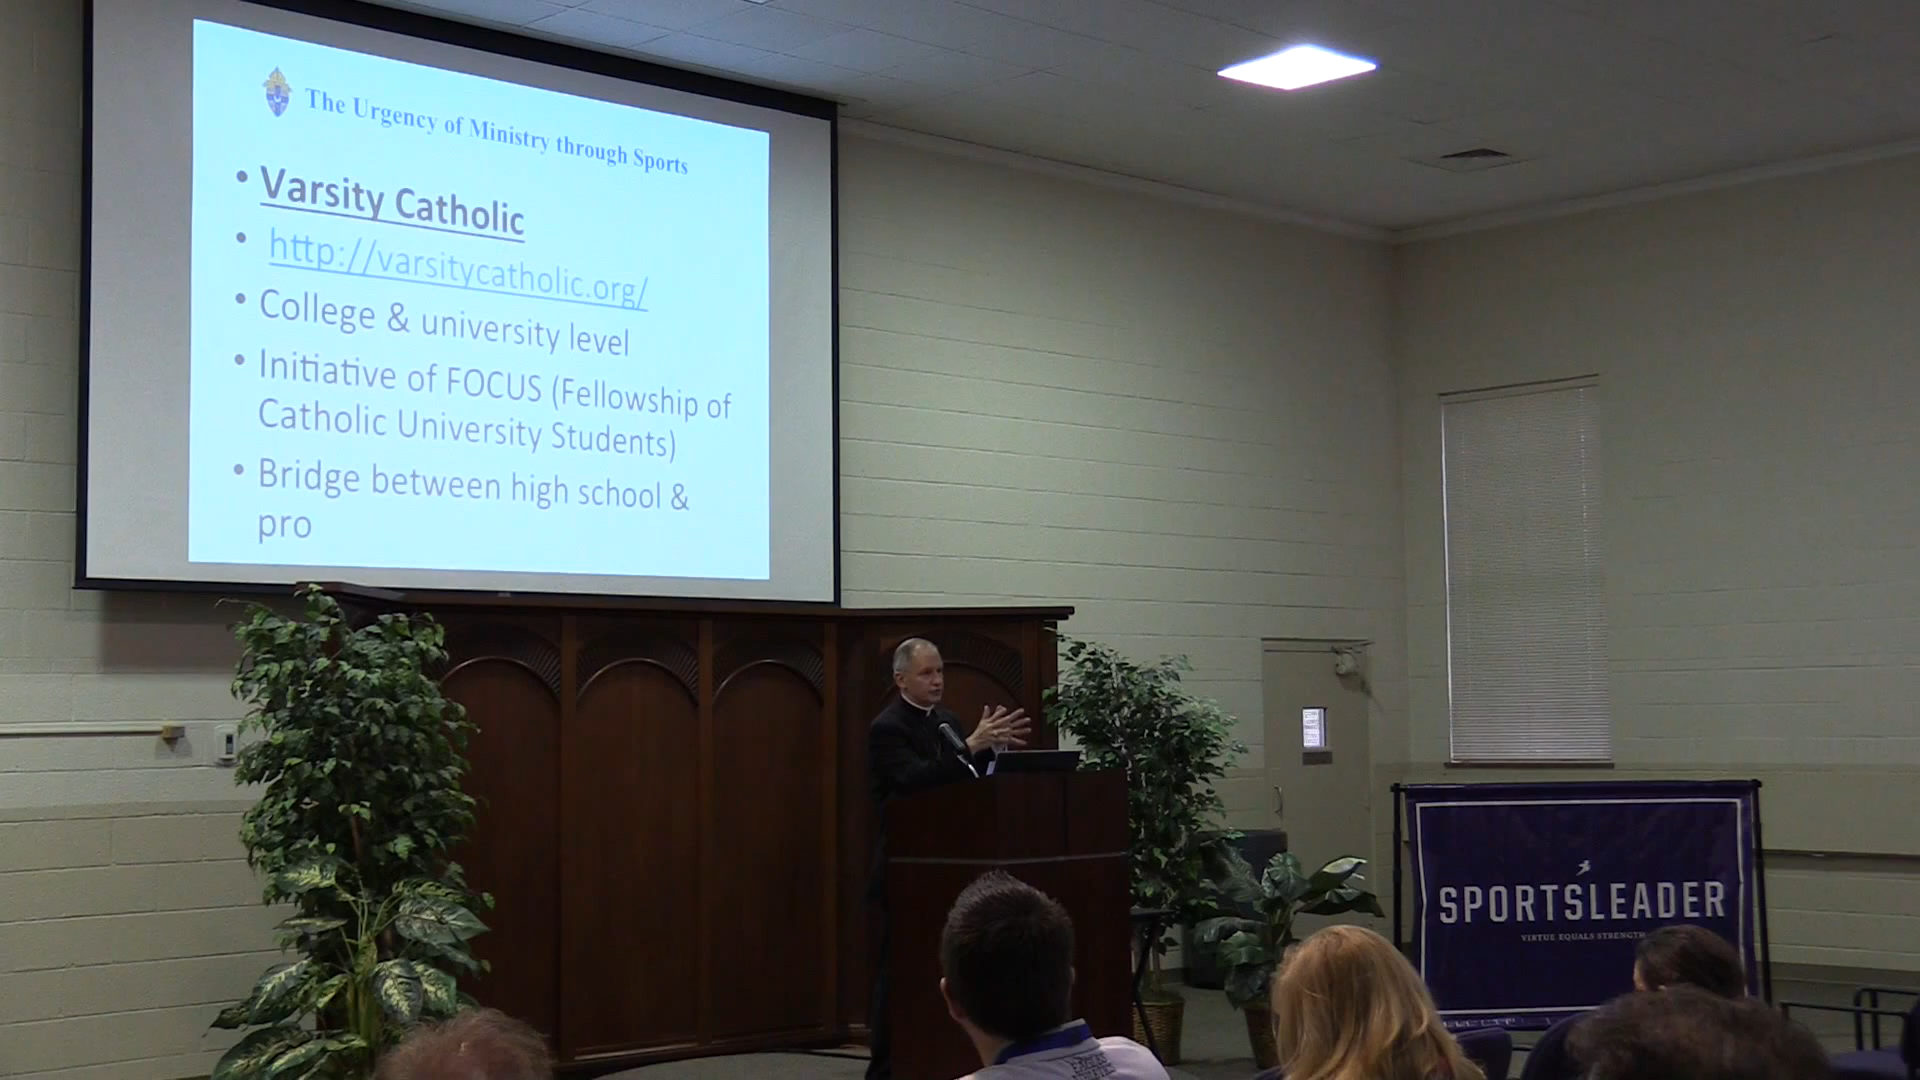 The Urgency of Ministry through Sports
• Varsity Catholic
• http://varsitycatholic.org/
• College & university level
• Initiative of FOCUS (Fellowship of
Catholic University Students)
• Bridge between high school &
pro
SPORTSLEADER
VIRTUE EQUALS STRENGTH